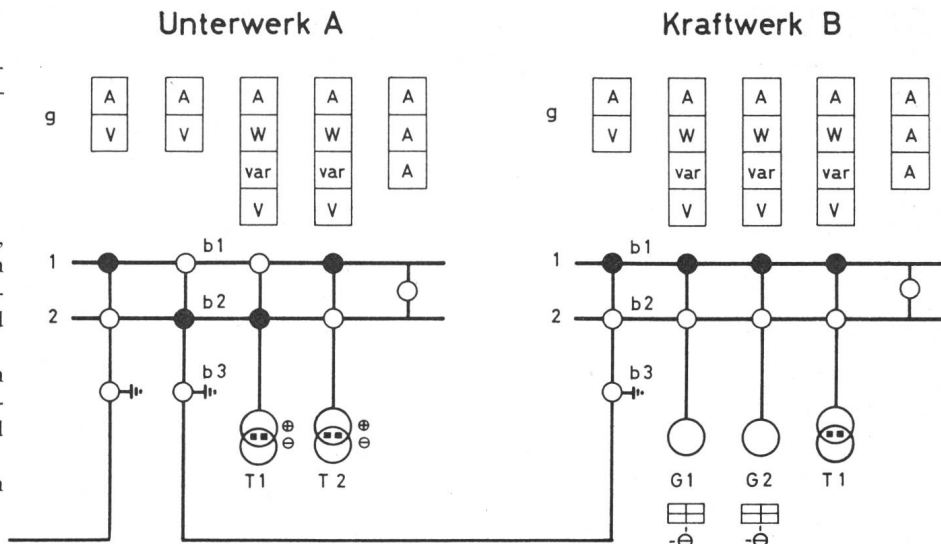 Unterwerk A Kraftwerk B
g A A A A A g A A A A A
V V W W A V W W W A
var var A var var var A
V V V V V
1 b1 1 b1
2 b2 2 b2
b3 b3
⊕ ⊕
⊖ ⊖
T1 T2 G1 G2 T1
-⊖ -⊖